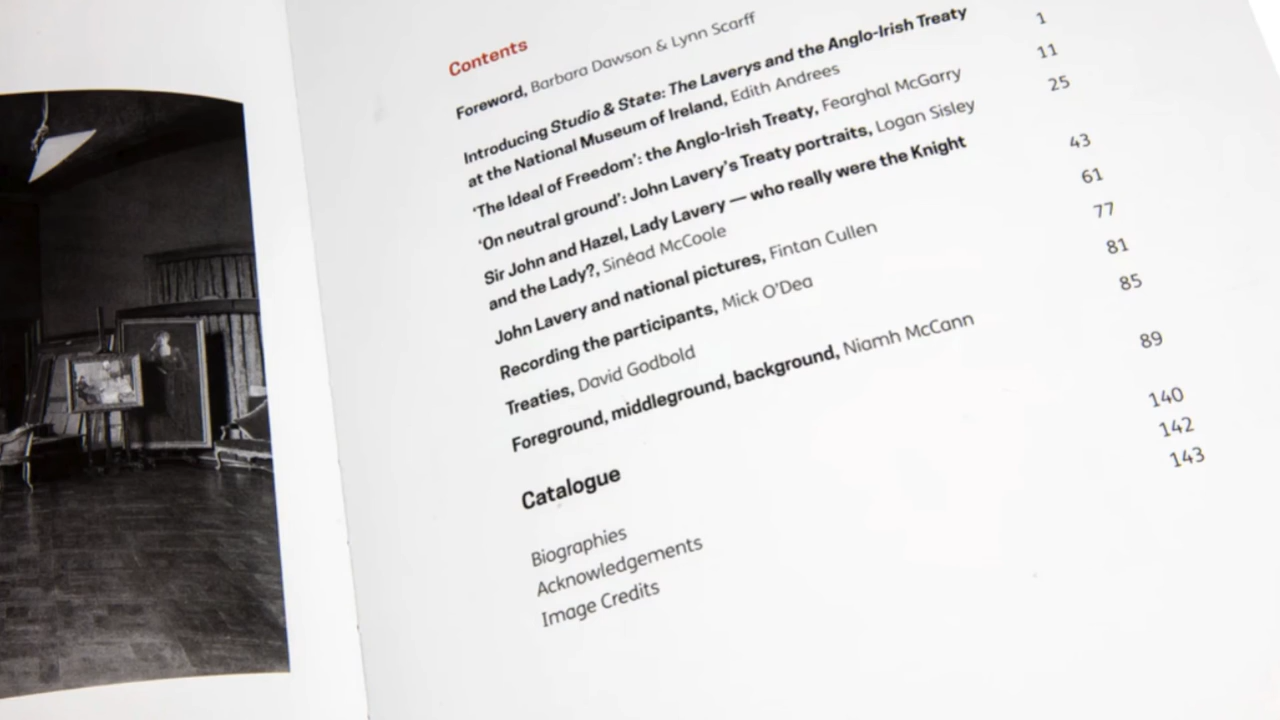 Contents
Foreword, Barbara Dawson & Lynn Scarff
Introducing Studio & State: The Laverys and the Anglo-Irish Treaty
at the National Museum of Ireland, Edith Andrees 1
‘The Ideal of Freedom’: the Anglo-Irish Treaty, Fearghal McGarry 11
‘On neutral ground’: John Lavery’s Treaty portraits, Logan Sisley 25
Sir John and Hazel, Lady Lavery — who really were the Knight
and the Lady?, Sinéad McCoole 43
John Lavery and national pictures, Fintan Cullen 61
Recording the participants, Mick O’Dea 77
Treaties, David Godbold 81
Foreground, middleground, background, Niamh McCann 85
Catalogue 89
Biographies 140
Acknowledgements 142
Image Credits 143